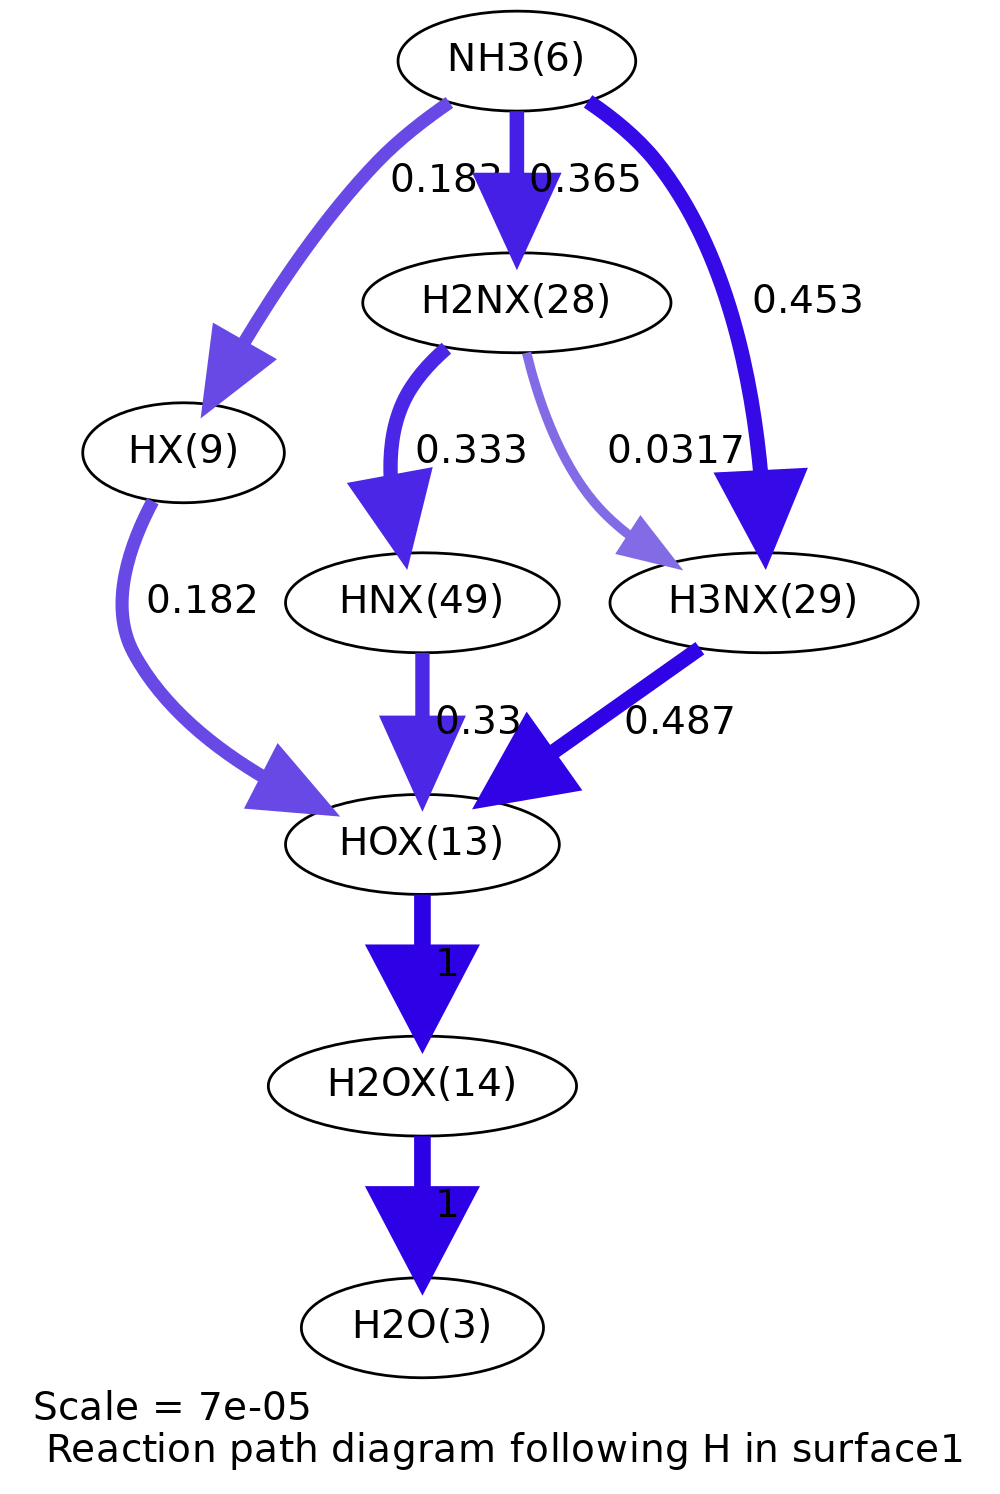 NH3(6)
0.183
0.365
H2NX(28)
0.453
HX(9)
0.333
0.0317
0.182
HNX(49)
H3NX(29)
0.33
0.487
HOX(13)
1
H2OX(14)
1
H2O(3)
Scale = 7e-05
Reaction path diagram following H in surface1